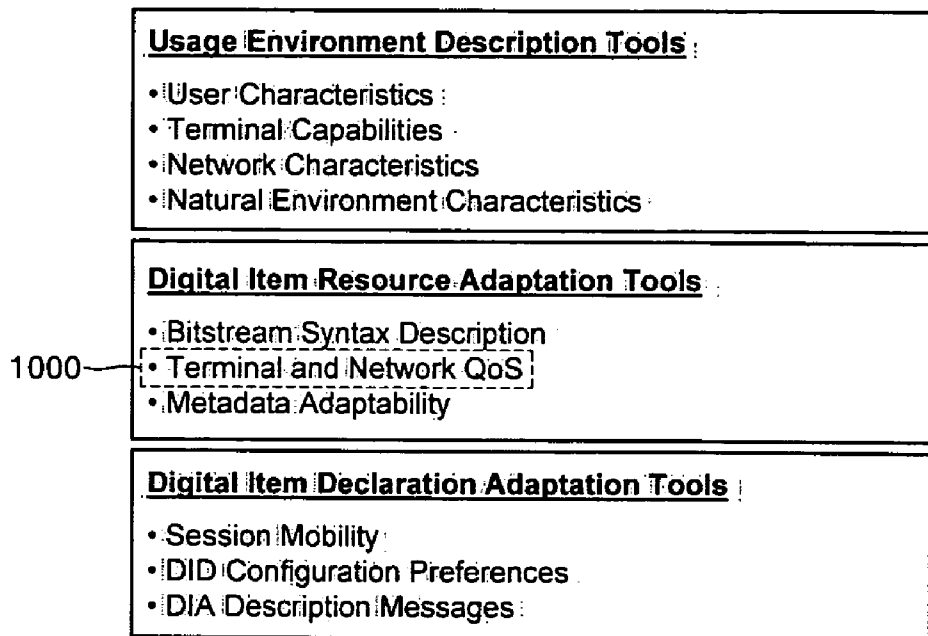 Usage Environment Description Tools
• User Characteristics
• Terminal Capabilities
• Network Characteristics
• Natural Environment Characteristics
Digital Item Resource Adaptation Tools
• Bitstream Syntax Description
1000 • Terminal and Network QoS
• Metadata Adaptability
Digital Item Declaration Adaptation Tools
• Session Mobility
• DID Configuration Preferences
• DIA Description Messages